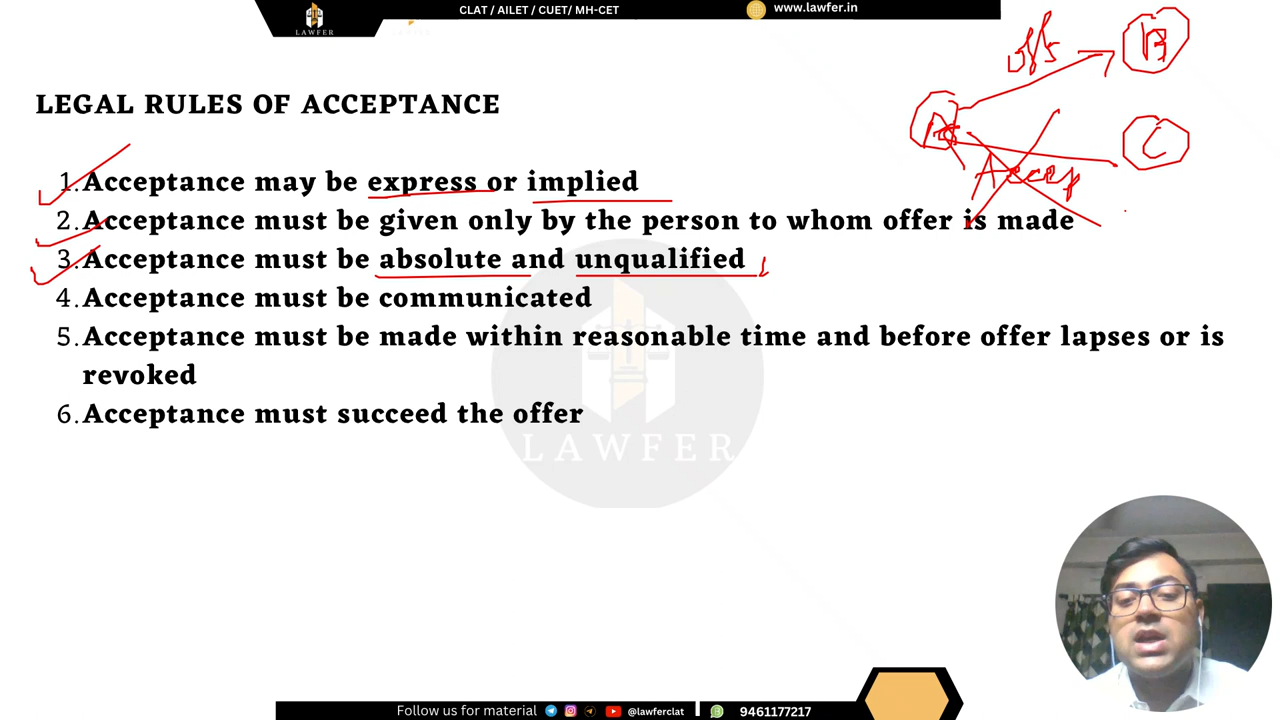 CLAT / AILET / CUET/ MH-CET
www.lawfer.in
LAWFER
offer
B
A
C
Accep
LEGAL RULES OF ACCEPTANCE
1. Acceptance may be express or implied
2. Acceptance must be given only by the person to whom offer is made
3. Acceptance must be absolute and unqualified
4. Acceptance must be communicated
5. Acceptance must be made within reasonable time and before offer lapses or is
revoked
6. Acceptance must succeed the offer
LAWFER
Follow us for material @lawferclat 9461177217